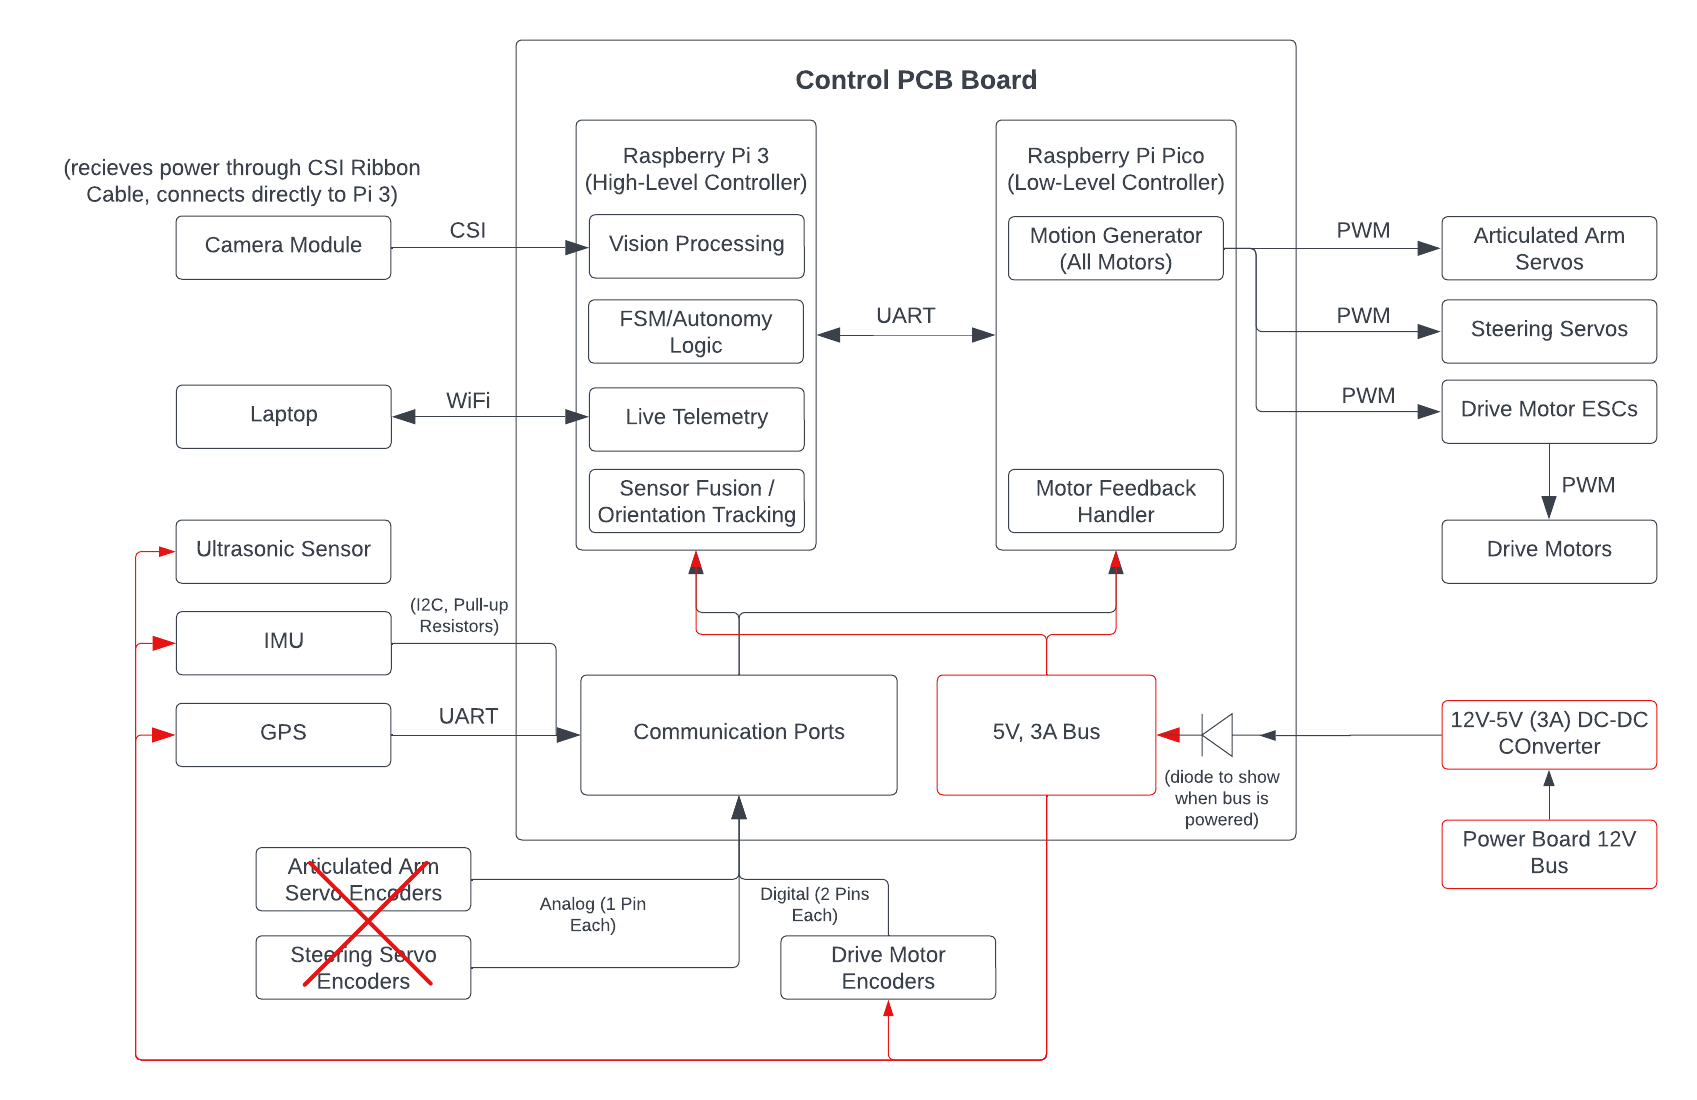 Control PCB Board
(recieves power through CSI Ribbon
Cable, connects directly to Pi 3)
Camera Module
CSI
Raspberry Pi 3
(High-Level Controller)
Vision Processing
FSM/Autonomy
Logic
Live Telemetry
Sensor Fusion /
Orientation Tracking
UART
Raspberry Pi Pico
(Low-Level Controller)
Motion Generator
(All Motors)
Motor Feedback
Handler
PWM
Articulated Arm
Servos
PWM
Steering Servos
PWM
Drive Motor ESCs
PWM
Drive Motors
Laptop
WiFi
Ultrasonic Sensor
IMU
(I2C, Pull-up
Resistors)
GPS
UART
Communication Ports
5V, 3A Bus
(diode to show
when bus is
powered)
12V-5V (3A) DC-DC
COnverter
Power Board 12V
Bus
Articulated Arm
Servo Encoders
Steering Servo
Encoders
Analog (1 Pin
Each)
Digital (2 Pins
Each)
Drive Motor
Encoders